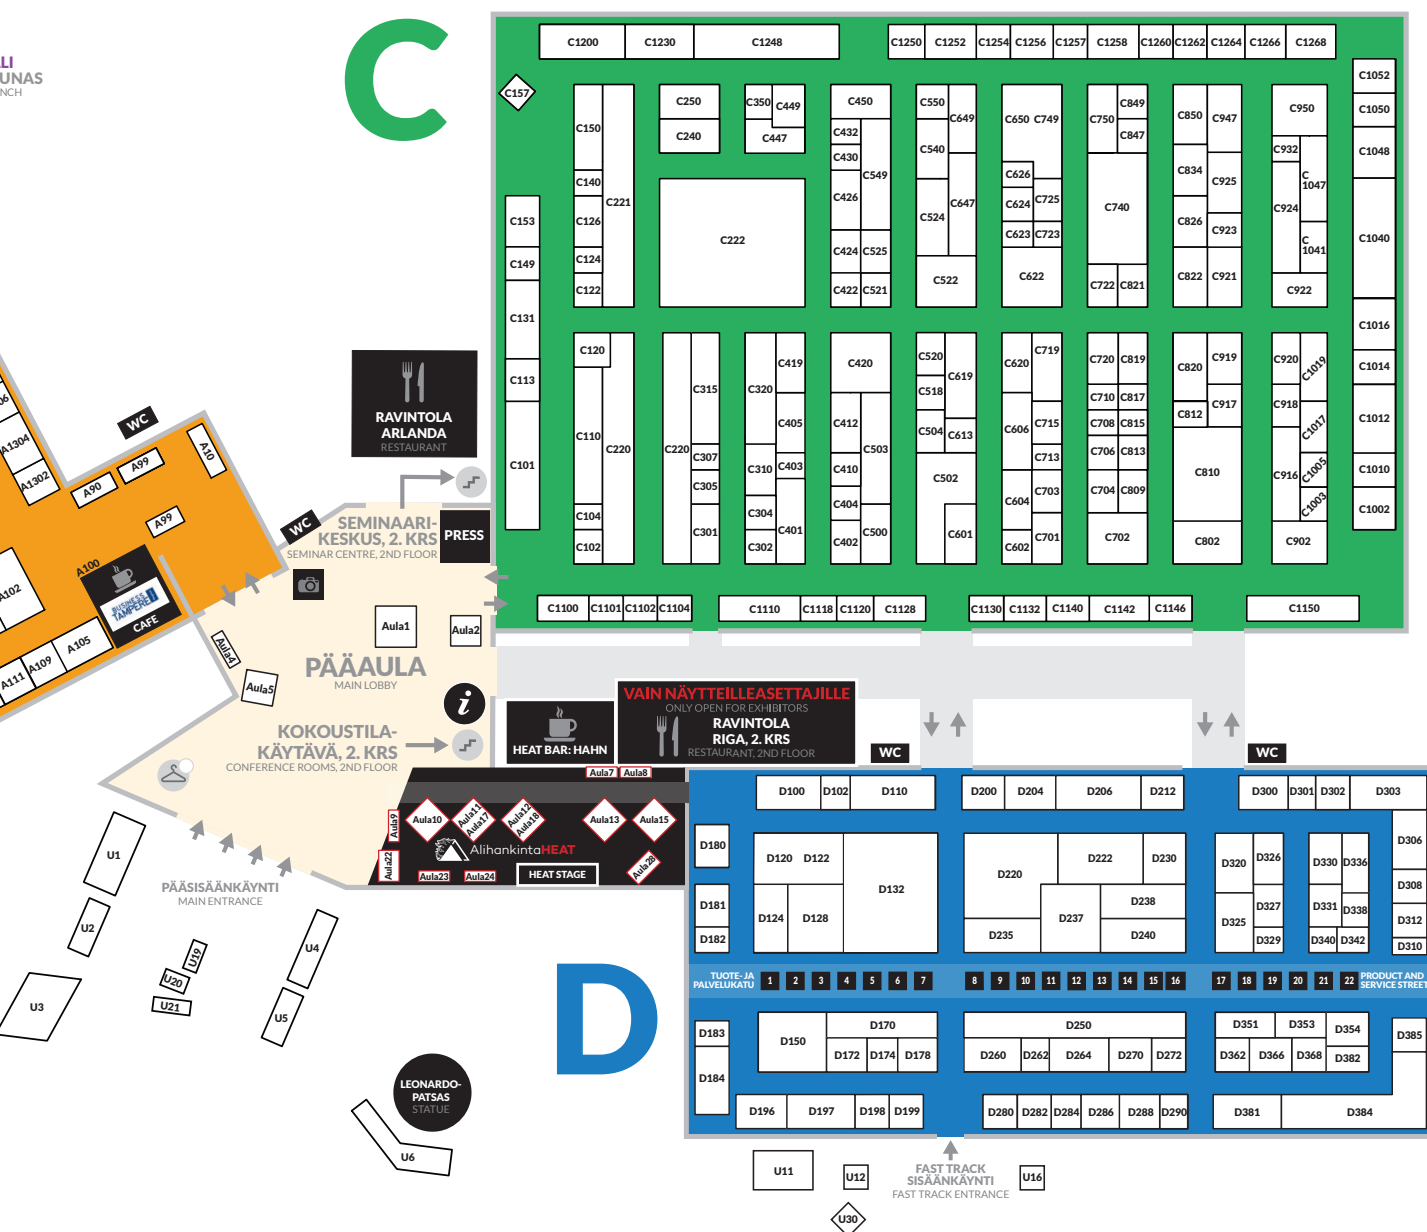 LLI
UNAS
NCH
C
C1200
C1230
C1248
C1250
C1252
C1254
C1256
C1257
C1258
C1260
C1262
C1264
C1266
C1268
C157
C150
C140
C126
C124
C122
C221
C250
C240
C222
C350
C449
C447
C450
C432
C430
C426
C549
C424
C525
C422
C521
C550
C649
C540
C524
C647
C522
C650
C749
C626
C624
C725
C623
C723
C622
C750
C849
C847
C740
C722
C821
C850
C947
C834
C925
C826
C923
C822
C921
C950
C932
C
1047
C924
C
1041
C922
C1052
C1050
C1048
C1040
C1016
C1014
C1012
C1010
C1002
C153
C149
C131
C113
C101
C120
C110
C220
C104
C102
C220
C315
C307
C305
C301
C320
C419
C405
C310
C403
C304
C401
C302
C420
C412
C503
C410
C404
C402
C500
C520
C619
C518
C504
C613
C502
C601
C620
C719
C606
C715
C713
C604
C703
C602
C701
C720
C819
C710
C817
C708
C815
C706
C813
C704
C809
C702
C820
C919
C812
C917
C810
C802
C920
C1019
C918
C1017
C916
C1005
C1003
C902
C1100
C1101
C1102
C1104
C1110
C1118
C1120
C1128
C1130
C1132
C1140
C1142
C1146
C1150
RAVINTOLA
ARLANDA
RESTAURANT
WC
06
A1304
A1302
A90
A99
A10
A99
A100
A102
BUSINESS
TAMPERE
CAFE
A105
A109
A111
WC
SEMINAARI-
KESKUS, 2. KRS
SEMINAR CENTRE, 2ND FLOOR
PRESS
Aula1
Aula2
Aula4
Aula5
PÄÄAULA
MAIN LOBBY
i
KOKOUSTILA-
KÄYTÄVÄ, 2. KRS
CONFERENCE ROOMS, 2ND FLOOR
HEAT BAR: HAHN
VAIN NÄYTTEILLEASETTAJILLE
ONLY OPEN FOR EXHIBITORS
RAVINTOLA
RIGA, 2. KRS
RESTAURANT, 2ND FLOOR
WC
WC
Aula7
Aula8
Aula9
Aula10
Aula11
Aula17
Aula12
Aula18
Aula13
Aula15
AlihankintaHEAT
Aula22
Aula23
Aula24
HEAT STAGE
Aula28
PÄÄSISÄÄNKÄYNTI
MAIN ENTRANCE
U1
U2
U3
U19
U20
U21
U4
U5
LEONARDO-
PATSAS
STATUE
U6
D
D100
D102
D110
D200
D204
D206
D212
D300
D301
D302
D303
D180
D181
D182
D120
D122
D124
D128
D132
D220
D222
D230
D238
D237
D235
D240
D320
D326
D325
D327
D329
D330
D336
D331
D338
D340
D342
D306
D308
D312
D310
TUOTE- JA
PALVELUKATU
1
2
3
4
5
6
7
8
9
10
11
12
13
14
15
16
17
18
19
20
21
22
PRODUCT AND
SERVICE STREET
D183
D184
D150
D170
D172
D174
D178
D250
D260
D262
D264
D270
D272
D351
D353
D354
D362
D366
D368
D382
D385
D196
D197
D198
D199
D280
D282
D284
D286
D288
D290
D381
D384
U11
U12
U30
FAST TRACK
SISÄÄNKÄYNTI
FAST TRACK ENTRANCE
U16